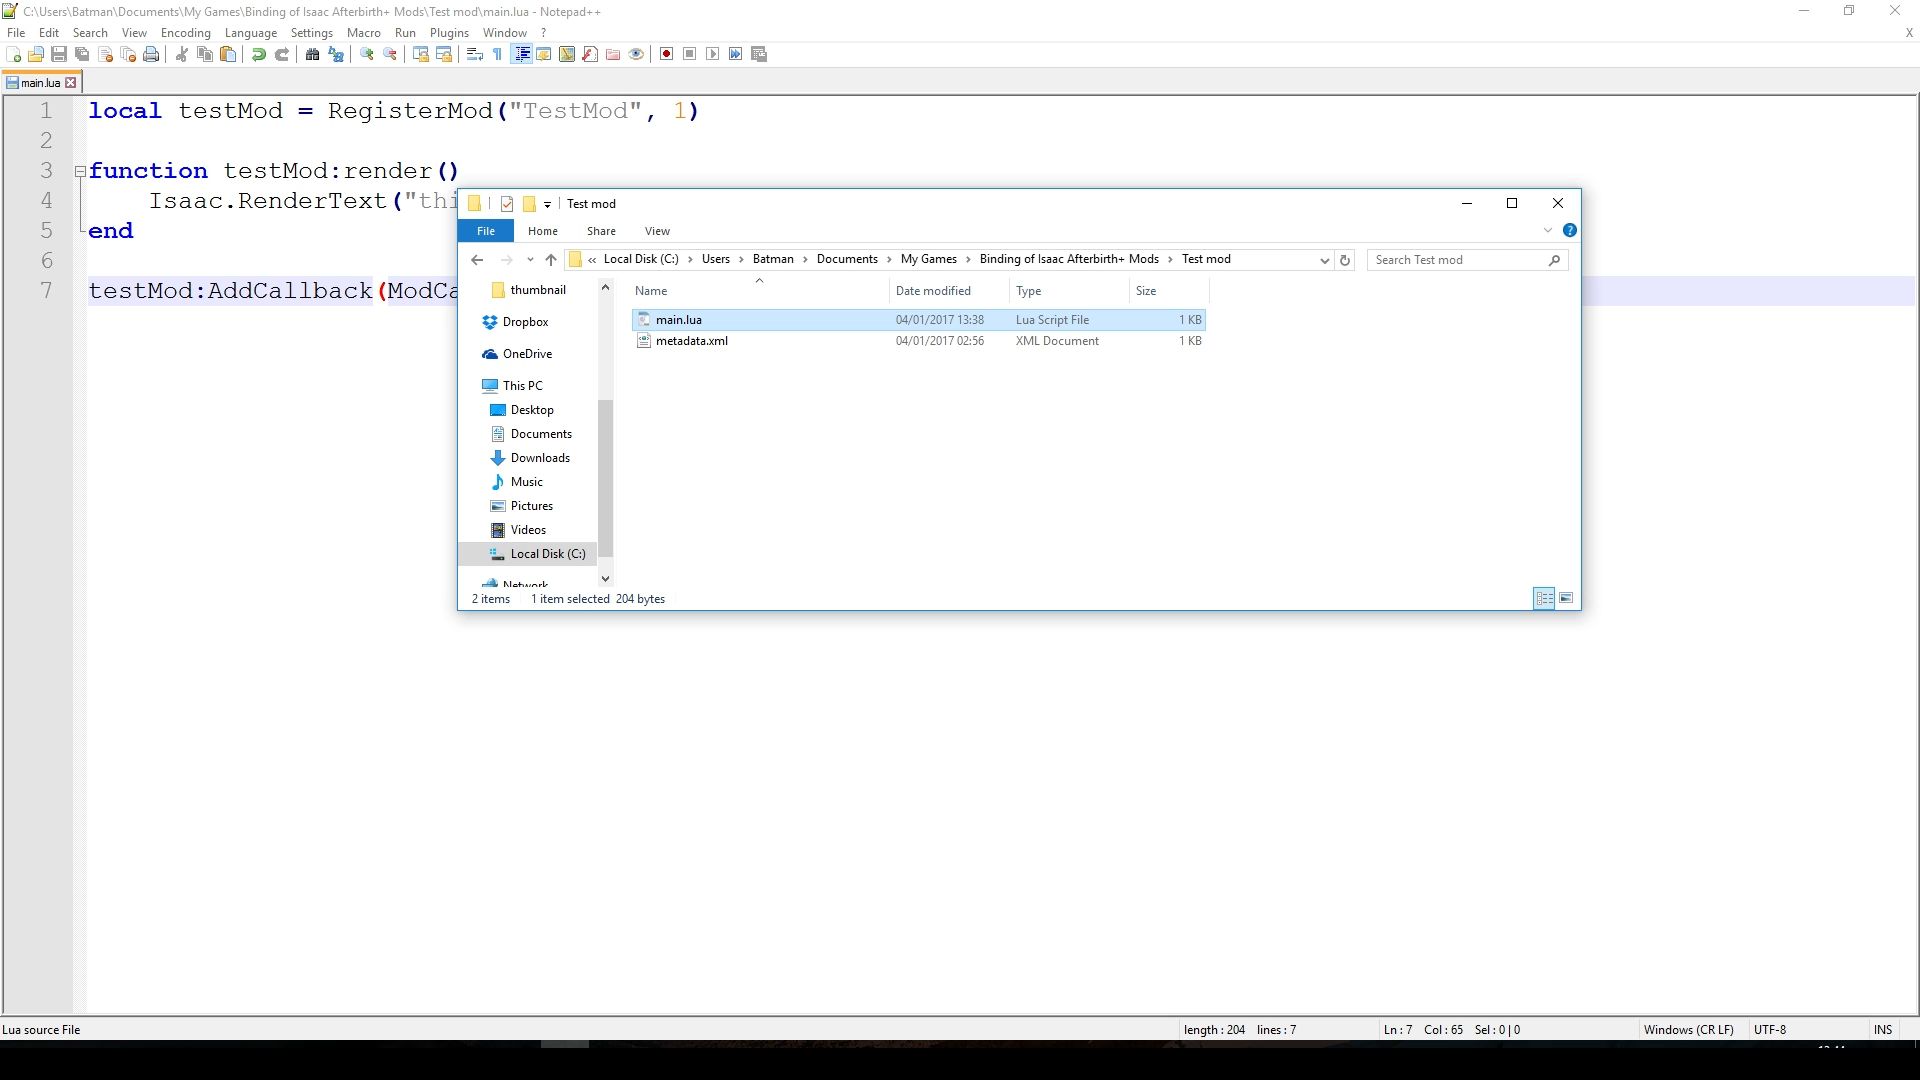 C:\Users\Batman\Documents\My Games\Binding of Isaac Afterbirth+ Mods\Test mod\main.lua - Notepad++
File Edit Search View Encoding Language Settings Macro Run Plugins Window ? X
main.lua
1 local testMod = RegisterMod("TestMod", 1)
2
3 function testMod:render()
4 Isaac.RenderText("thi
5 end
6
7 testMod:AddCallback(ModCa
Test mod
File Home Share View
« Local Disk (C:) › Users › Batman › Documents › My Games › Binding of Isaac Afterbirth+ Mods › Test mod
Search Test mod
thumbnail
Dropbox
OneDrive
This PC
Desktop
Documents
Downloads
Music
Pictures
Videos
Local Disk (C:)
Network
Name Date modified Type Size
main.lua 04/01/2017 13:38 Lua Script File 1 KB
metadata.xml 04/01/2017 02:56 XML Document 1 KB
2 items 1 item selected 204 bytes
Lua source File length : 204 lines : 7 Ln : 7 Col : 65 Sel : 0 | 0 Windows (CR LF) UTF-8 INS